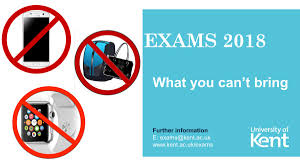 EXAMS 2018
What you can't bring
Further information
E: exams@kent.ac.uk
www.kent.ac.uk/exams
University of
Kent